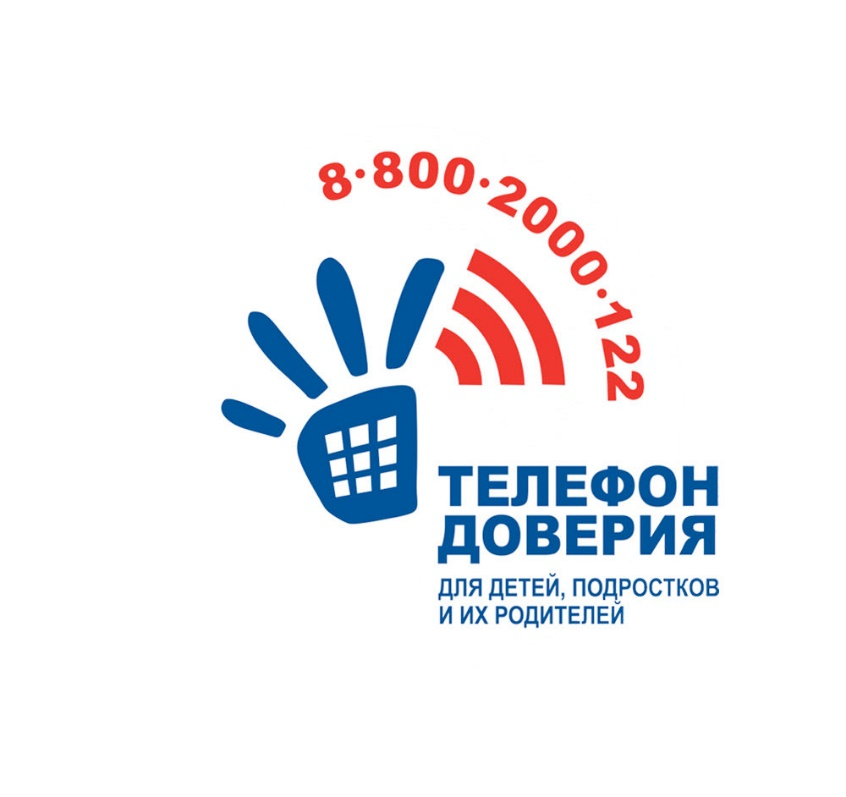 8·800·2000·122
ТЕЛЕФОН
ДОВЕРИЯ
ДЛЯ ДЕТЕЙ, ПОДРОСТКОВ
И ИХ РОДИТЕЛЕЙ